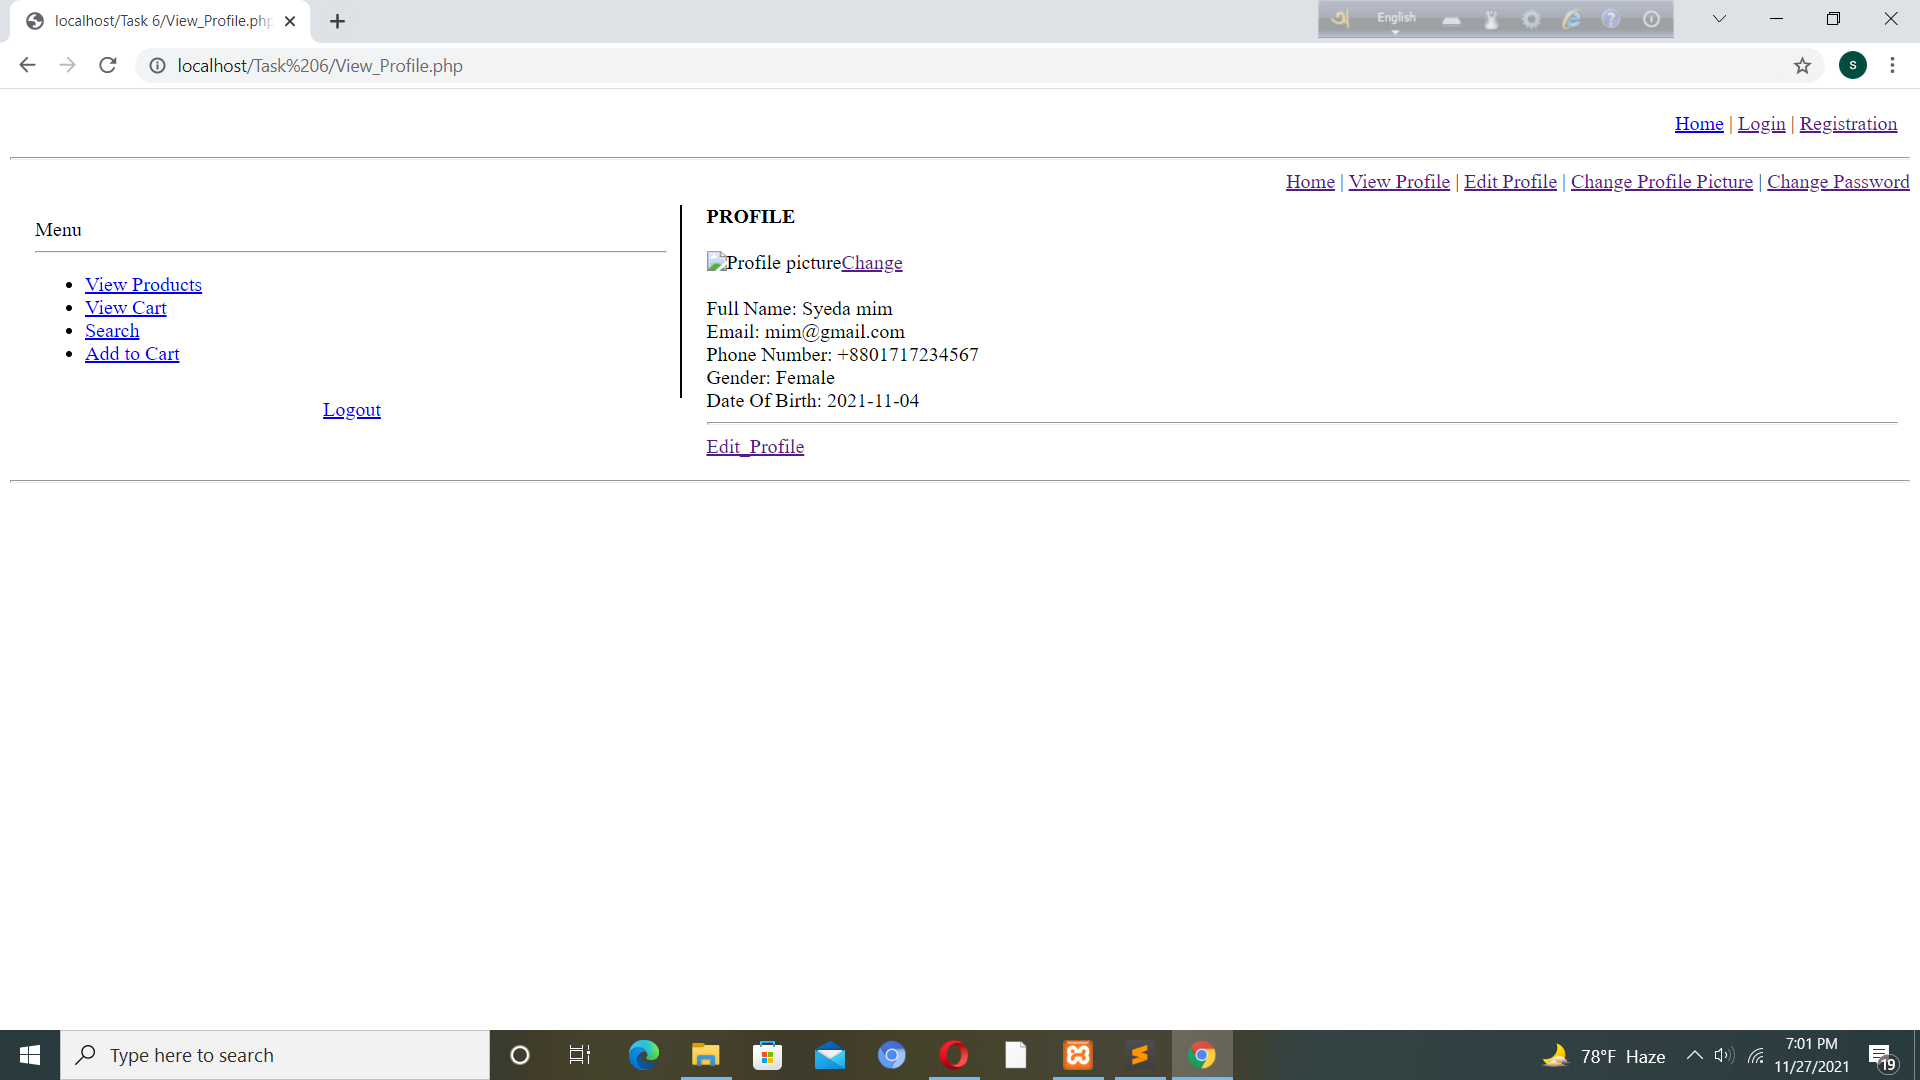 localhost/Task 6/View_Profile.php
English
localhost/Task%206/View_Profile.php
S
Home | Login | Registration
Home | View Profile | Edit Profile | Change Profile Picture | Change Password
Menu
View Products
View Cart
Search
Add to Cart
Logout
PROFILE
Profile pictureChange
Full Name: Syeda mim
Email: mim@gmail.com
Phone Number: +8801717234567
Gender: Female
Date Of Birth: 2021-11-04
Edit_Profile
Type here to search
78°F Haze
7:01 PM
11/27/2021
19